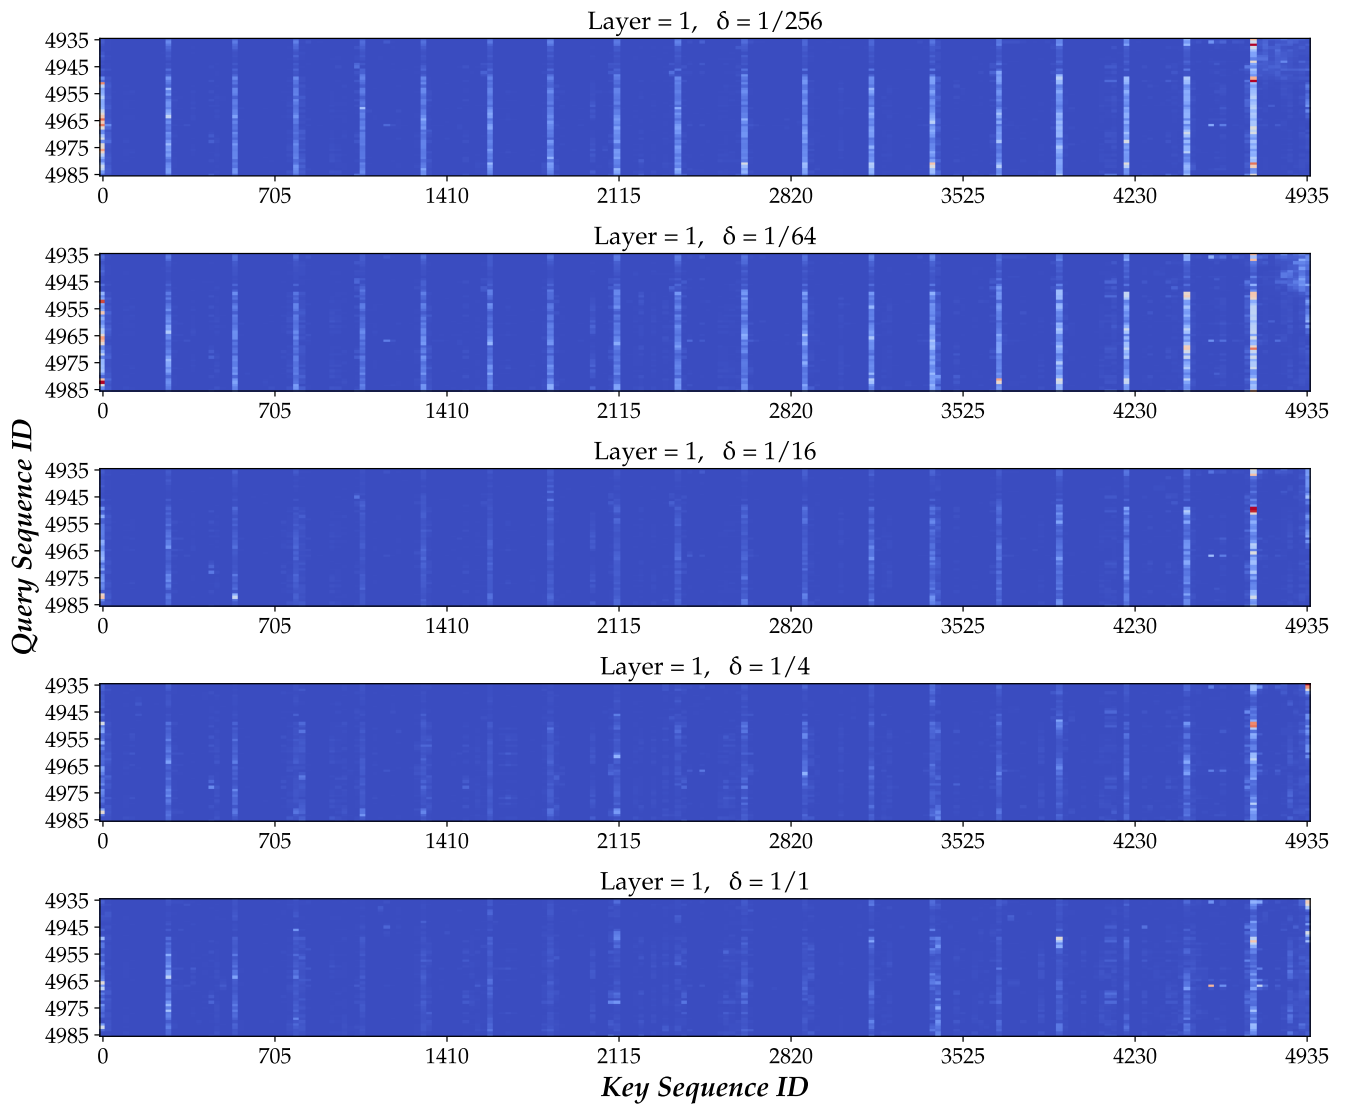 Layer = 1, δ = 1/256
4935
4945
4955
4965
4975
4985
0 705 1410 2115 2820 3525 4230 4935
Layer = 1, δ = 1/64
4935
4945
4955
4965
4975
4985
0 705 1410 2115 2820 3525 4230 4935
Layer = 1, δ = 1/16
4935
4945
4955
4965
4975
4985
0 705 1410 2115 2820 3525 4230 4935
Layer = 1, δ = 1/4
4935
4945
4955
4965
4975
4985
0 705 1410 2115 2820 3525 4230 4935
Layer = 1, δ = 1/1
4935
4945
4955
4965
4975
4985
0 705 1410 2115 2820 3525 4230 4935
Query Sequence ID
Key Sequence ID